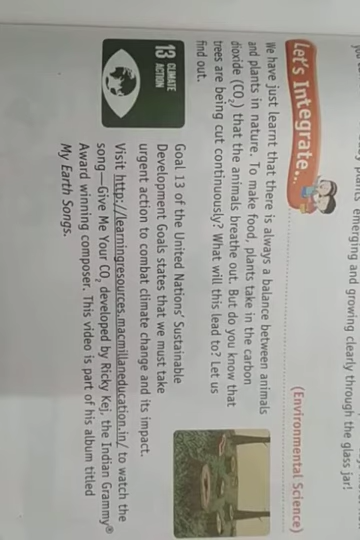 plants emerging and growing clearly through the glass jar!
Let's Integrate...
(Environmental Science)
We have just learnt that there is always a balance between animals
and plants in nature. To make food, plants take in the carbon
dioxide (CO₂) that the animals breathe out. But do you know that
trees are being cut continuously? What will this lead to? Let us
find out.
13 CLIMATE
ACTION
Goal 13 of the United Nations' Sustainable
Development Goals states that we must take
urgent action to combat climate change and its impact.
Visit http://learningresources.macmillaneducation.in/ to watch the
song—Give Me Your CO₂ developed by Ricky Kej, the Indian Grammy®
Award winning composer. This video is part of his album titled
My Earth Songs.